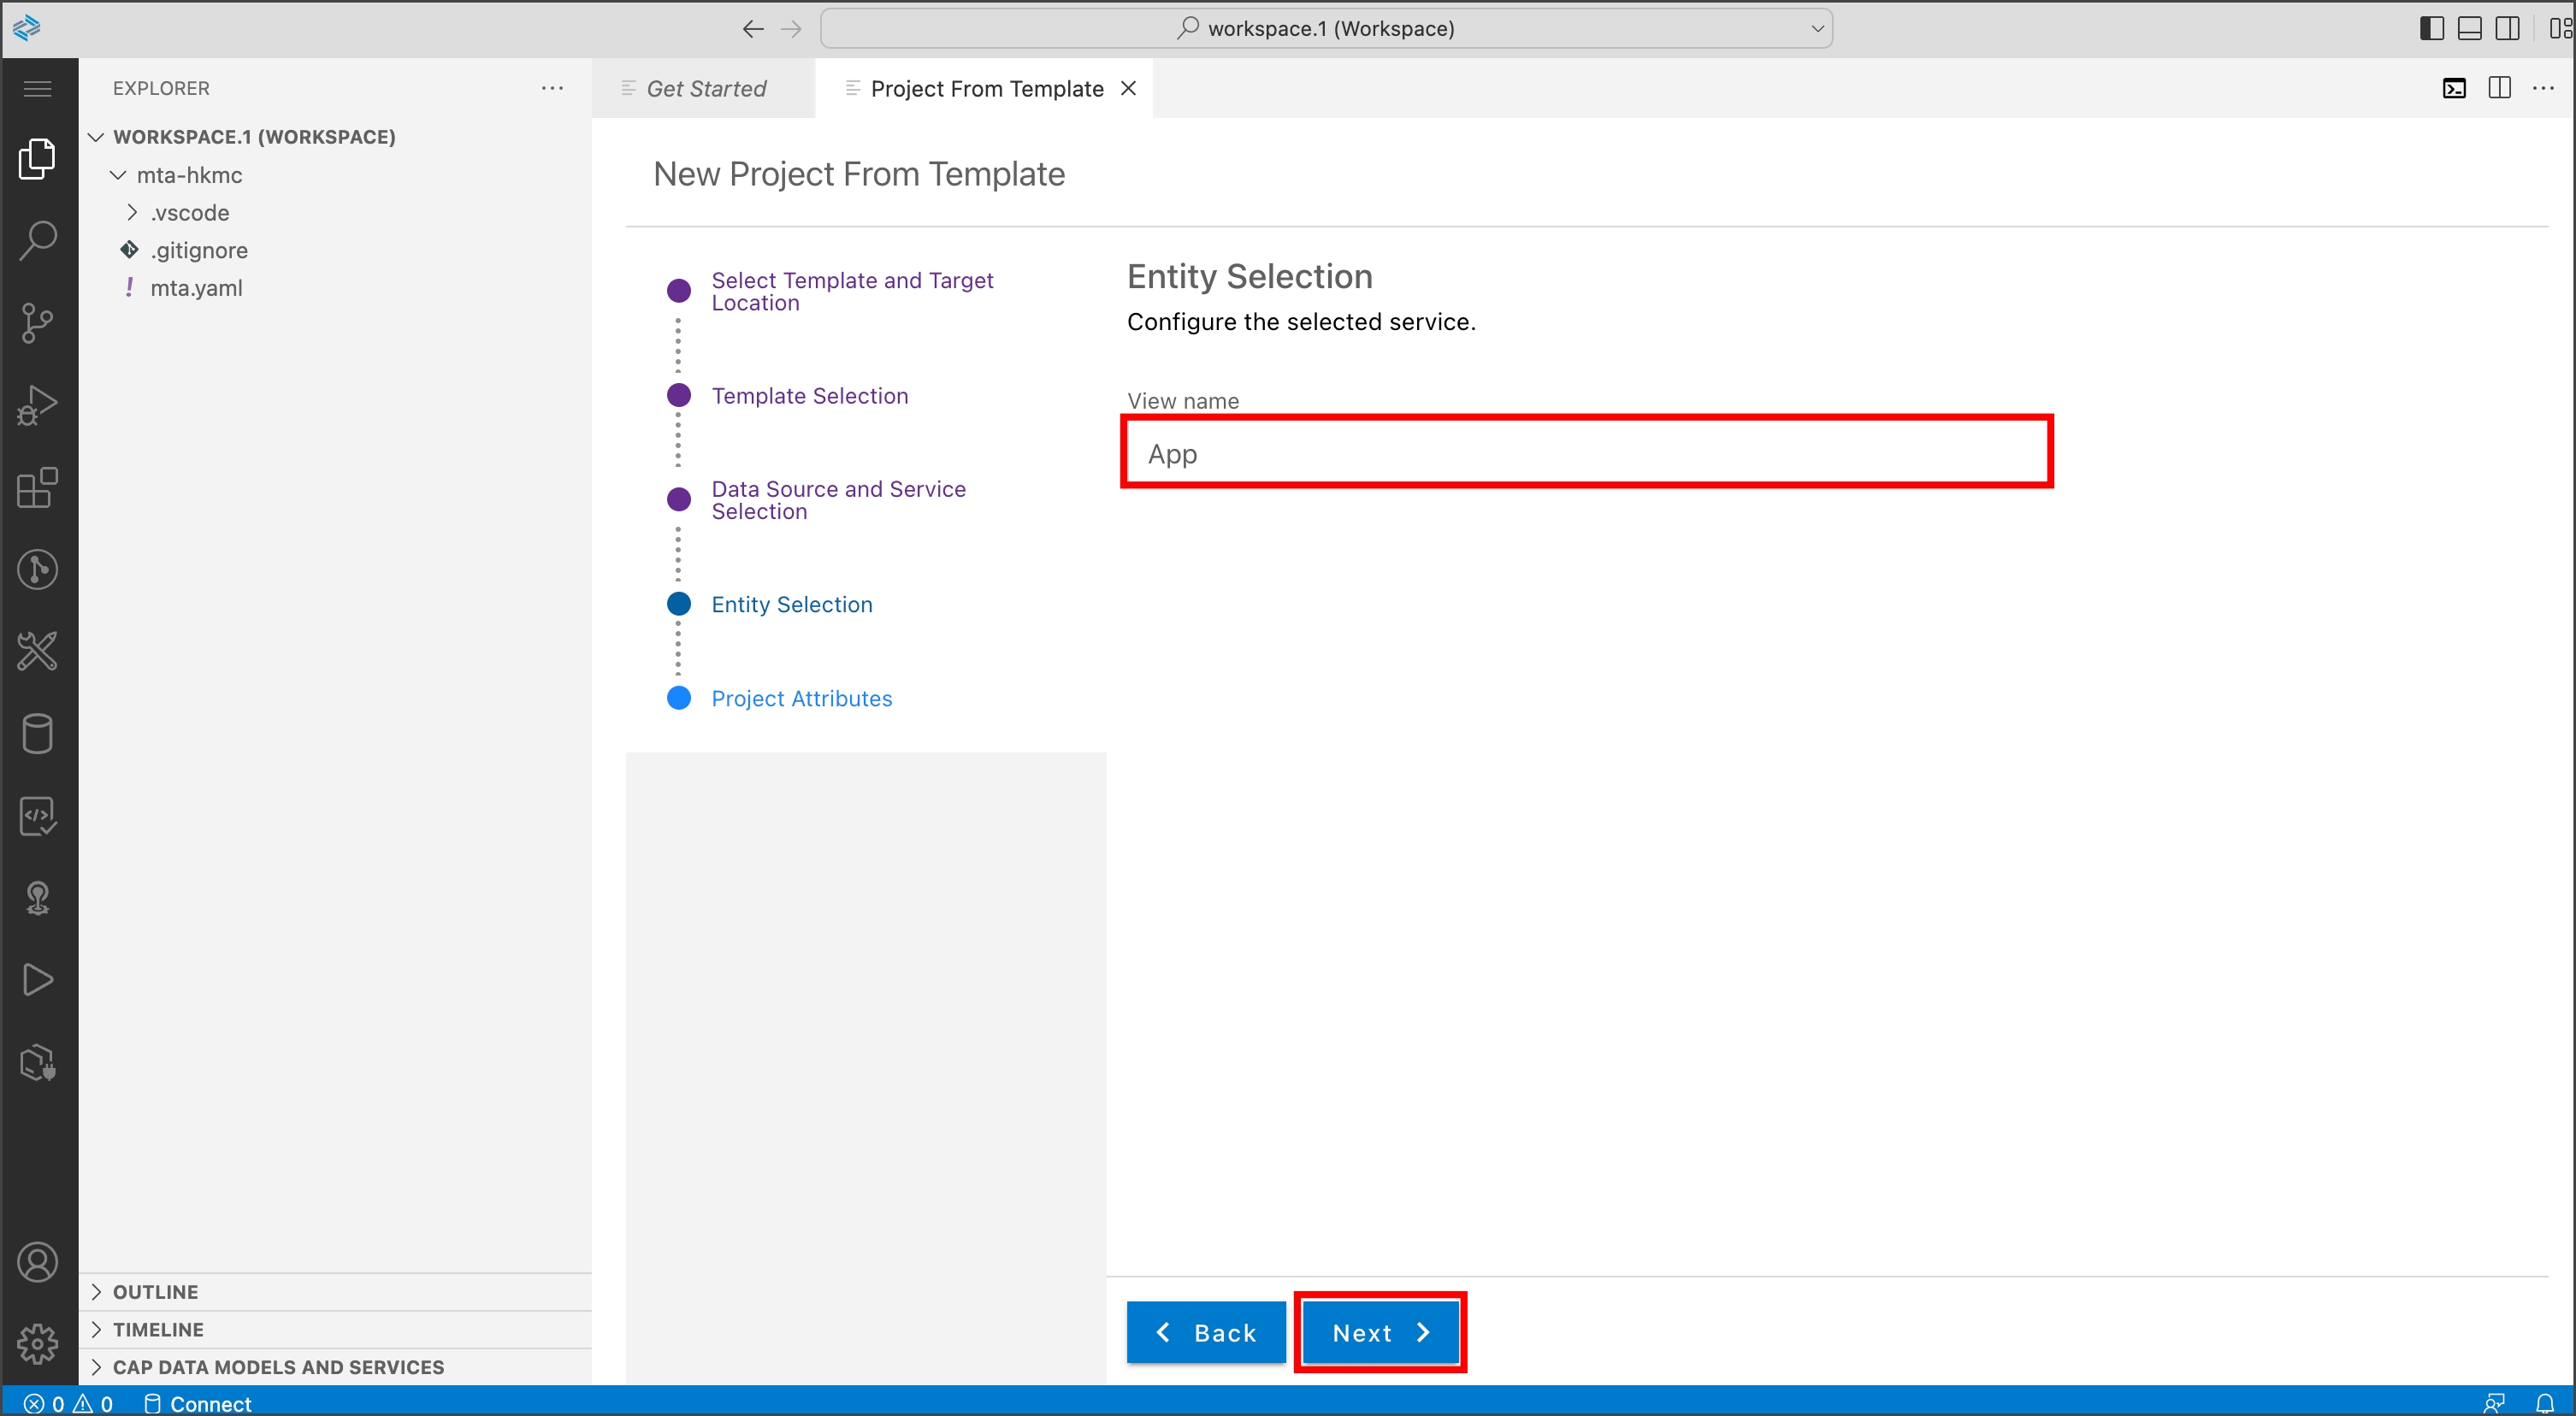 workspace.1 (Workspace)
EXPLORER
WORKSPACE.1 (WORKSPACE)
mta-hkmc
.vscode
.gitignore
! mta.yaml
OUTLINE
TIMELINE
CAP DATA MODELS AND SERVICES
Get Started
Project From Template
New Project From Template
Select Template and Target
Location
Template Selection
Data Source and Service
Selection
Entity Selection
Project Attributes
Entity Selection
Configure the selected service.
View name
App
Back
Next
0 0 Connect